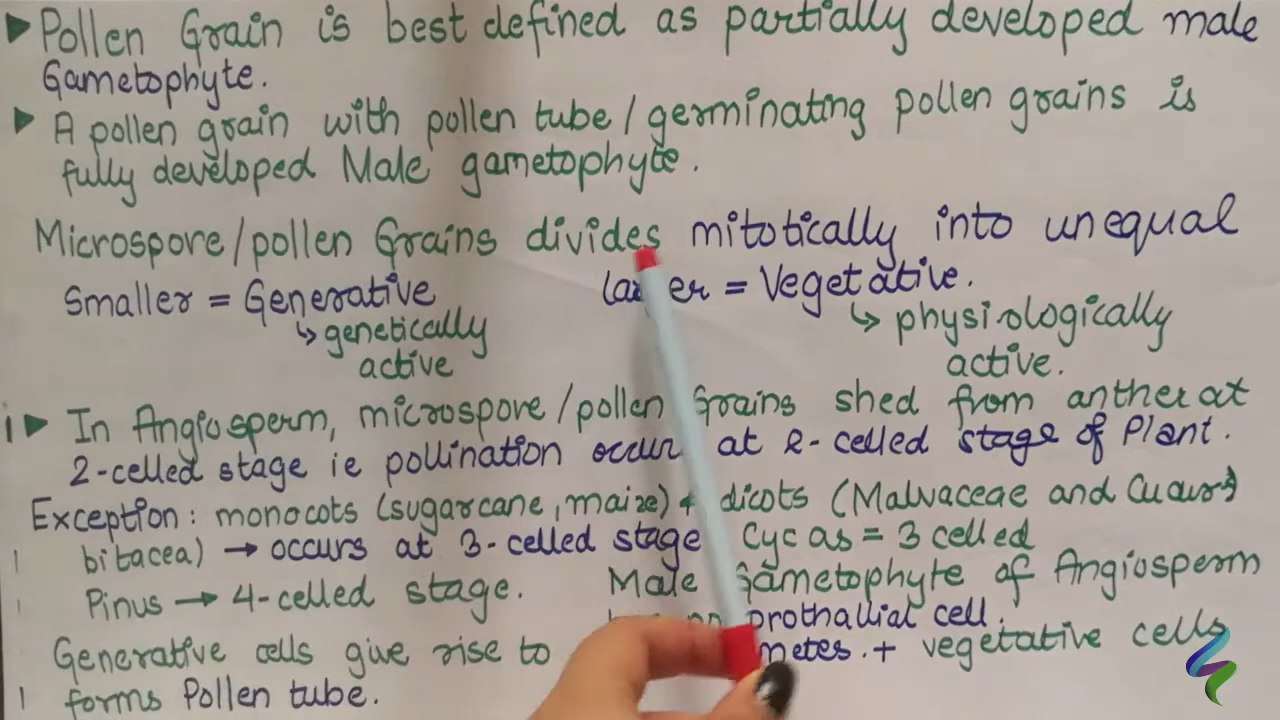 ▶ Pollen Grain is best defined as partially developed male
Gametophyte.
▶ A pollen grain with pollen tube / germinating pollen grains is
fully developed Male gametophyte.
Microspore/pollen Grains divides mitotically into unequal
Smaller = Generative = Vegetative.
↳ genetically ↳ physiologically
active active.
i ▶ In Angiosperm, microspore/pollen Grains shed from anther at
2-celled stage ie pollination occur at 2-celled stage of Plant.
Exception: monocots (sugarcane, maize) + dicots (Malvaceae and Cucur-
bitacea) → occurs at 3-celled stage Cycas = 3 celled
Pinus → 4-celled stage. Male Gametophyte of Angiosperm
prothallial cell.
Generative cells give rise to + vegetative cells
forms Pollen tube.